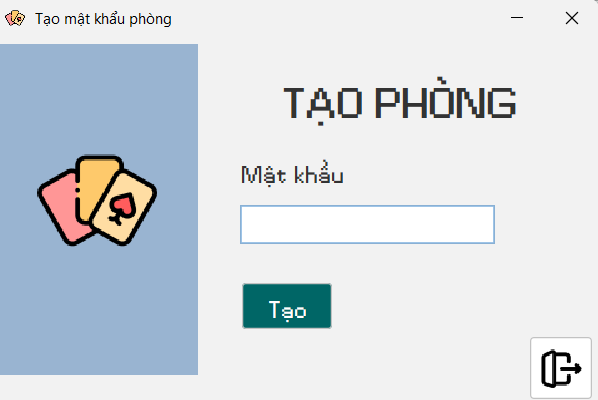 Tạo mật khẩu phòng
TẠO PHÒNG
Mật khẩu
Tạo